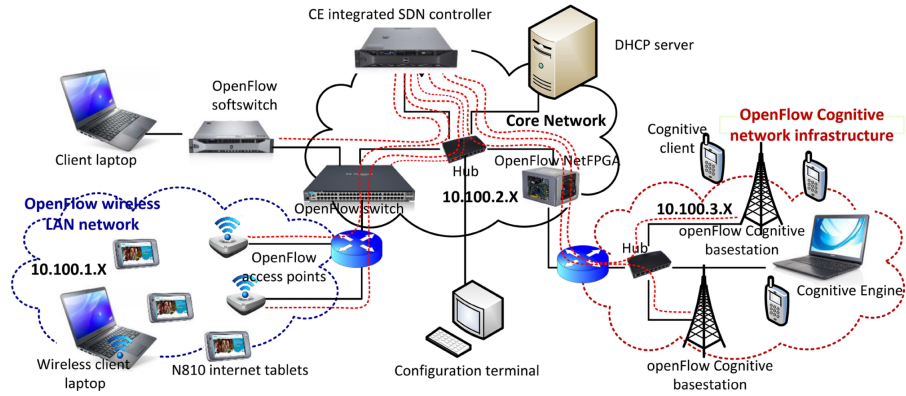 CE integrated SDN controller
DHCP server
OpenFlow
softswitch
Client laptop
Core Network
Hub
OpenFlow NetFPGA
OpenFlow switch
10.100.2.X
OpenFlow Cognitive
network infrastructure
Cognitive
client
10.100.3.X
openFlow Cognitive
basestation
Hub
Cognitive Engine
openFlow Cognitive
basestation
OpenFlow wireless
LAN network
10.100.1.X
OpenFlow
access points
Wireless client
laptop
N810 internet tablets
Configuration terminal